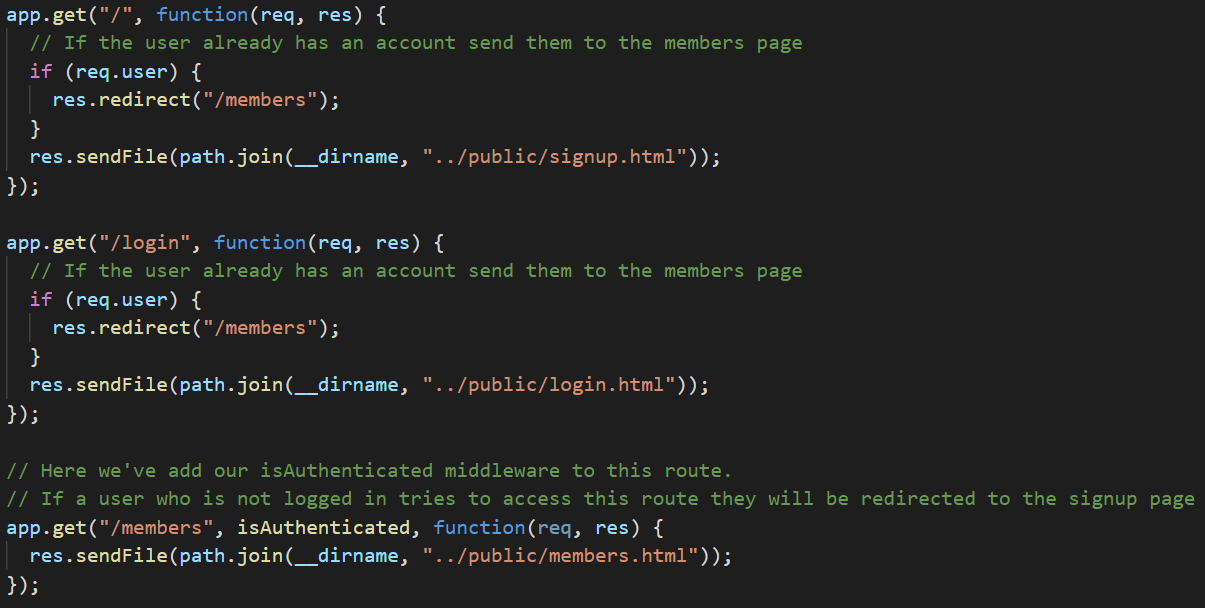 app.get("/", function(req, res) {
  // If the user already has an account send them to the members page
  if (req.user) {
    res.redirect("/members");
  }
  res.sendFile(path.join(__dirname, "../public/signup.html"));
});

app.get("/login", function(req, res) {
  // If the user already has an account send them to the members page
  if (req.user) {
    res.redirect("/members");
  }
  res.sendFile(path.join(__dirname, "../public/login.html"));
});

// Here we've add our isAuthenticated middleware to this route.
// If a user who is not logged in tries to access this route they will be redirected to the signup page
app.get("/members", isAuthenticated, function(req, res) {
  res.sendFile(path.join(__dirname, "../public/members.html"));
});